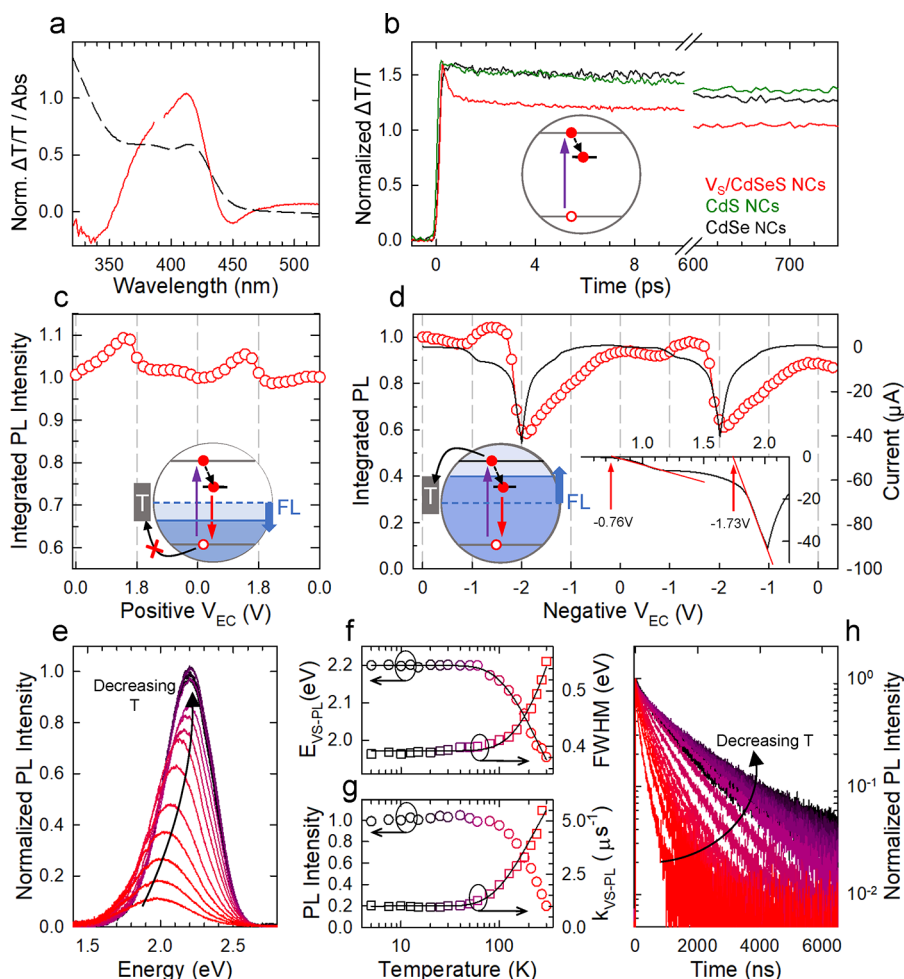 a
Norm. ΔT/T / Abs
1.0
0.5
0.0
350 400 450 500
Wavelength (nm)
b
Normalized ΔT/T
1.5
1.0
0.5
0.0
0 4 8 600 700
Time (ps)
V_S/CdSeS NCs
CdS NCs
CdSe NCs
c
Integrated PL Intensity
1.1
1.0
0.9
0.8
0.7
0.6
T
FL
0.0 1.8 0.0 1.8 0.0
Positive V_EC (V)
d
Integrated PL
1.0
0.8
0.6
0.4
0.2
0.0
T
FL
1.0 1.5 2.0
-0.76V
-1.73V
0
-20
-40
0
-20
-40
-60
-80
-100
Current (μA)
0 -1 -2 -1 0 -1 -2 -1 0
Negative V_EC (V)
e
Normalized PL Intensity
1.0
0.8
0.6
0.4
0.2
0.0
Decreasing
T
1.5 2.0 2.5
Energy (eV)
f
E_VS-PL (eV)
2.2
2.1
2.0
0.5
0.4
FWHM (eV)
g
PL Intensity
1.0
0.8
0.6
0.4
0.2
5.0
2.5
1.0
0.0
k_VS-PL (μs⁻¹)
10 100
Temperature (K)
h
Decreasing T
10⁰
10⁻¹
10⁻²
Normalized PL Intensity
0 2000 4000 6000
Time (ns)